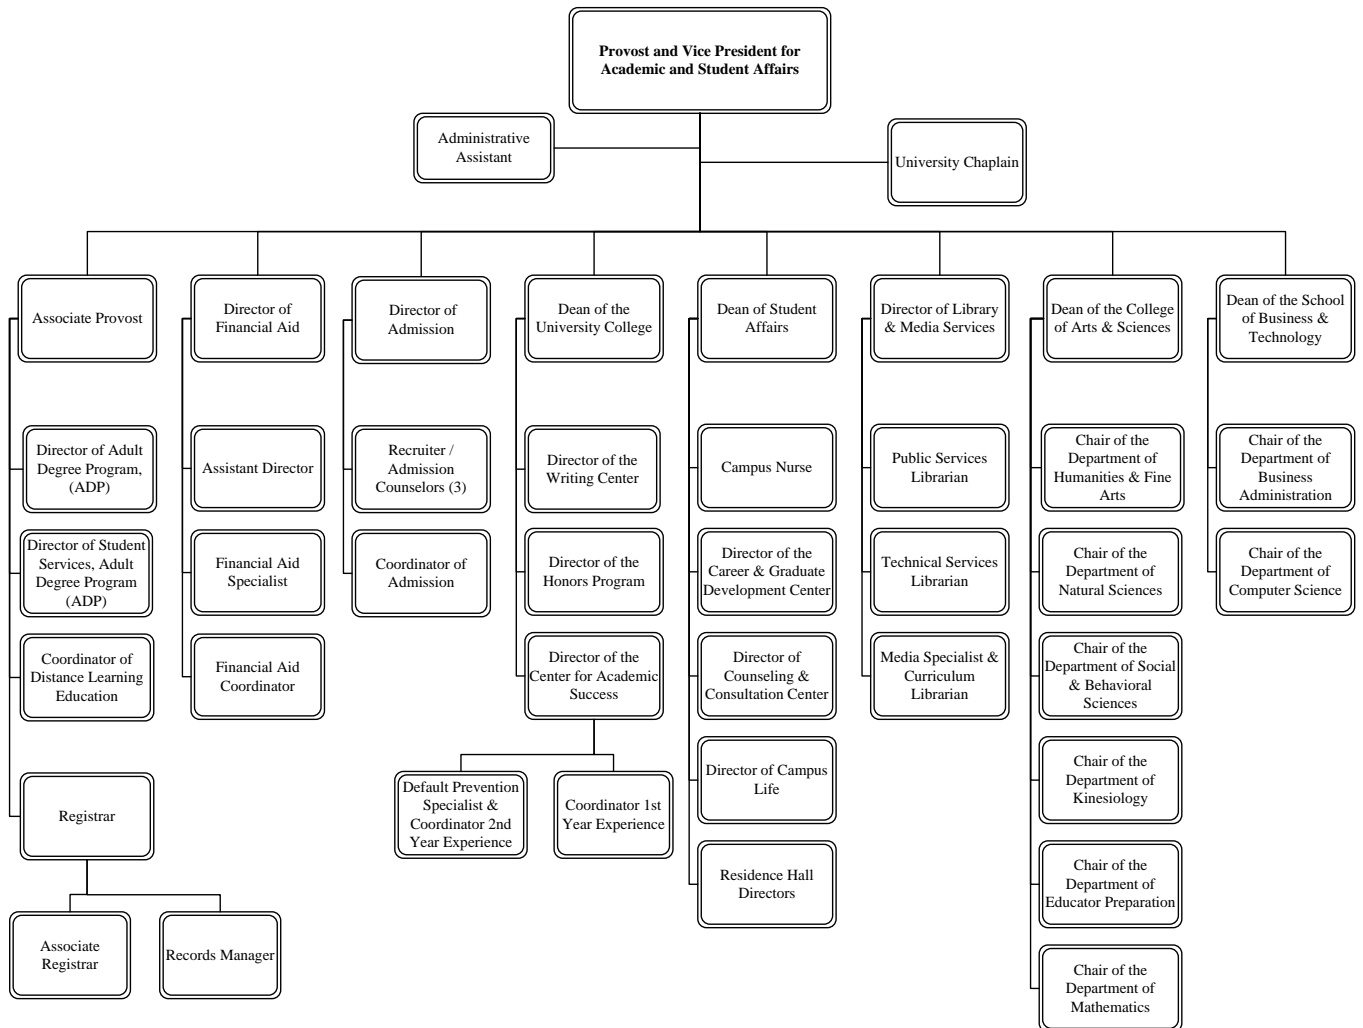 Provost and Vice President for
Academic and Student Affairs
Administrative
Assistant
University Chaplain
Associate Provost
Director of
Financial Aid
Director of
Admission
Dean of the
University College
Dean of Student
Affairs
Director of Library
& Media Services
Dean of the College
of Arts & Sciences
Dean of the School
of Business &
Technology
Director of Adult
Degree Program,
(ADP)
Assistant Director
Recruiter /
Admission
Counselors (3)
Director of the
Writing Center
Campus Nurse
Public Services
Librarian
Chair of the
Department of
Humanities & Fine
Arts
Chair of the
Department of
Business
Administration
Director of Student
Services, Adult
Degree Program
(ADP)
Financial Aid
Specialist
Coordinator of
Admission
Director of the
Honors Program
Director of the
Career & Graduate
Development Center
Technical Services
Librarian
Chair of the
Department of
Natural Sciences
Chair of the
Department of
Computer Science
Coordinator of
Distance Learning
Education
Financial Aid
Coordinator
Director of the
Center for Academic
Success
Director of
Counseling &
Consultation Center
Media Specialist &
Curriculum
Librarian
Chair of the
Department of Social
& Behavioral
Sciences
Registrar
Default Prevention
Specialist &
Coordinator 2nd
Year Experience
Coordinator 1st
Year Experience
Director of Campus
Life
Chair of the
Department of
Kinesiology
Residence Hall
Directors
Chair of the
Department of
Educator Preparation
Associate
Registrar
Records Manager
Chair of the
Department of
Mathematics